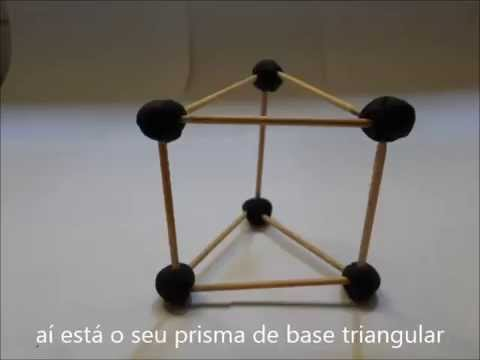 aí está o seu prisma de base triangular